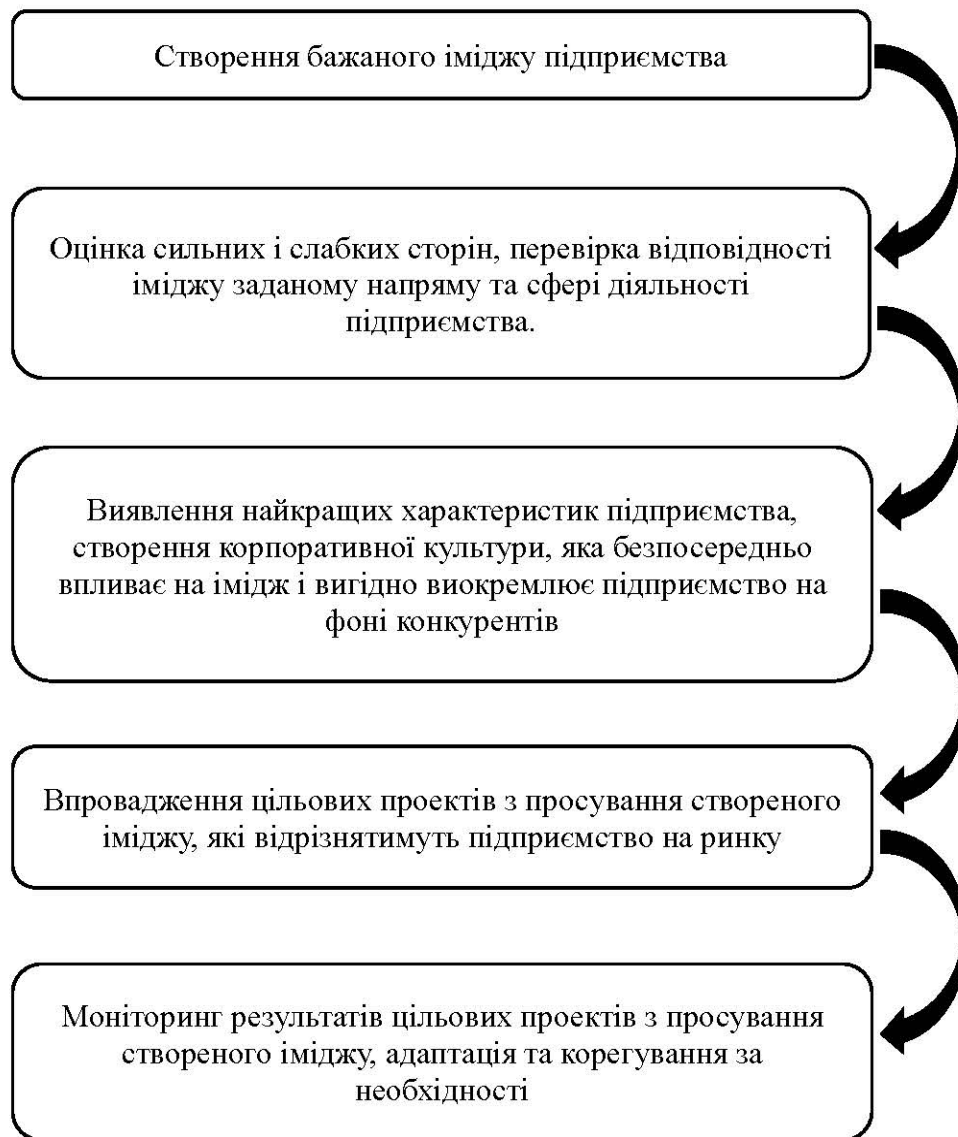 Створення бажаного іміджу підприємства
Оцінка сильних і слабких сторін, перевірка відповідності
іміджу заданому напряму та сфері діяльності
підприємства.
Виявлення найкращих характеристик підприємства,
створення корпоративної культури, яка безпосередньо
впливає на імідж і вигідно виокремлює підприємство на
фоні конкурентів
Впровадження цільових проектів з просування створеного
іміджу, які відрізнятимуть підприємство на ринку
Моніторинг результатів цільових проектів з просування
створеного іміджу, адаптація та корегування за
необхідності